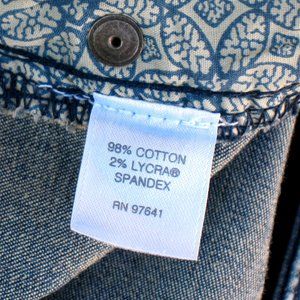 98% COTTON
2% LYCRA®
SPANDEX
RN 97641